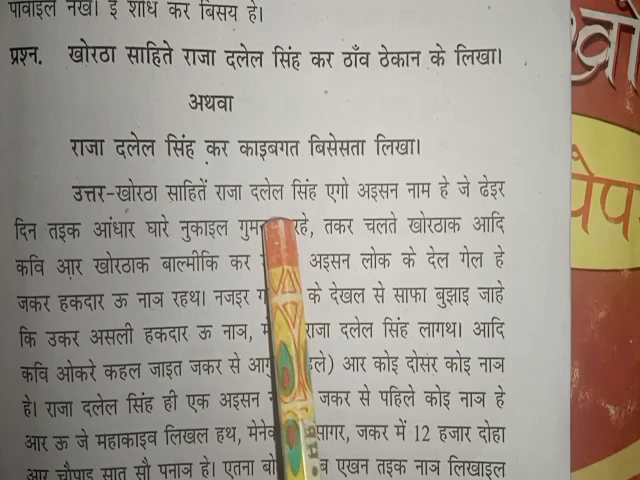 पावाइल नखे। ई शोध कर बिसय हे।
प्रश्न. खोरठा साहिते राजा दलेल सिंह कर ठाँव ठेकान के लिखा।
अथवा
राजा दलेल सिंह कर काइबगत बिसेसता लिखा।
उत्तर-खोरठा साहितें राजा दलेल सिंह एगो अइसन नाम हे जे ढेइर
दिन तइक आंधार घारे नुकाइल रहे, तकर चलते खोरठाक आदि
कवि आर खोरठाक बाल्मीकि कर अइसन लोक के देल गेल हे
जकर हकदार ऊ नाञ रहथ। नजइर के देखल से साफा बुझाइ जाहे
कि उकर असली हकदार ऊ नाञ, राजा दलेल सिंह लागथ। आदि
कवि ओकरे कहल जाइत जकर से आर कोइ दोसर कोइ नाञ
हे। राजा दलेल सिंह ही एक अइसन जकर से पहिले कोइ नाञ हे
आर ऊ जे महाकाइव लिखल हथ, सागर, जकर में 12 हजार दोहा
आर चौपाइ सात सौ पनाञ हे। एतना एखन तइक नाञ लिखाइल
खो
पेप